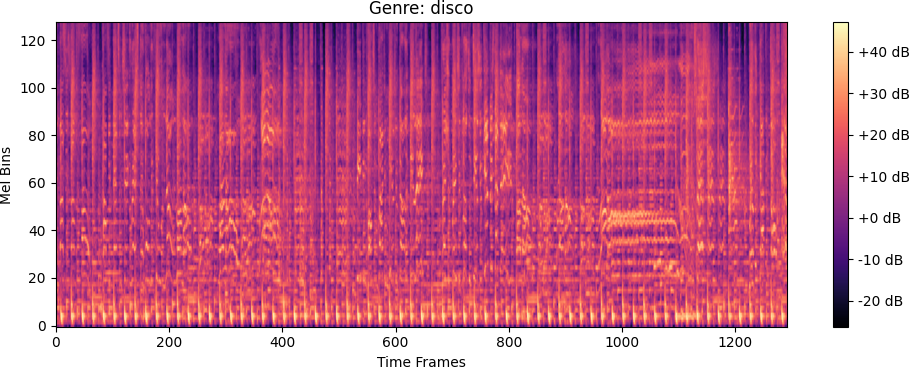 Genre: disco
120
100
80
60
40
20
0
Mel Bins
0 200 400 600 800 1000 1200
Time Frames
+40 dB
+30 dB
+20 dB
+10 dB
+0 dB
-10 dB
-20 dB